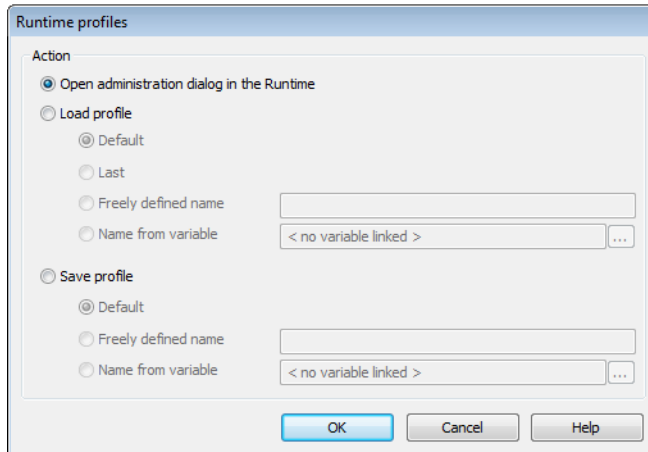 Runtime profiles
Action
Open administration dialog in the Runtime
Load profile
Default
Last
Freely defined name
Name from variable < no variable linked > ...
Save profile
Default
Freely defined name
Name from variable < no variable linked > ...
OK Cancel Help